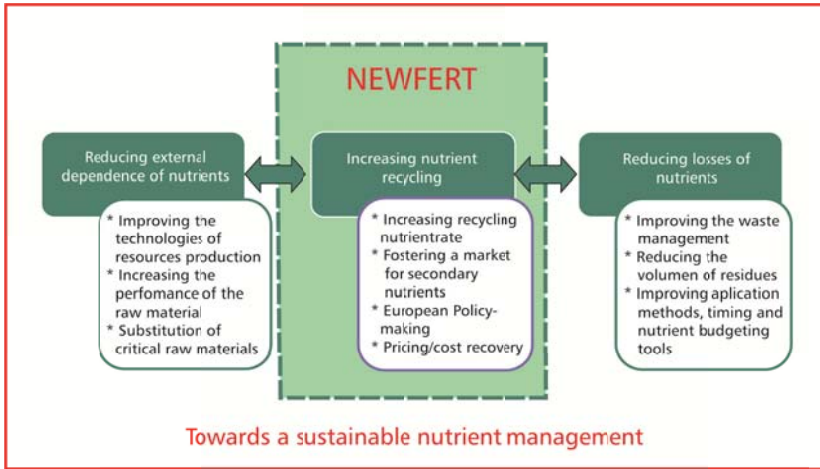 NEWFERT
Reducing external
dependence of nutrients
* Improving the
technologies of
resources production
* Increasing the
perfomance of the
raw material
* Substitution of
critical raw materials
Increasing nutrient
recycling
* Increasing recycling
nutrientrate
* Fostering a market
for secondary
nutrients
* European Policy-
making
* Pricing/cost recovery
Reducing losses of
nutrients
* Improving the waste
management
* Reducing the
volumen of residues
* Improving aplication
methods, timing and
nutrient budgeting
tools
Towards a sustainable nutrient management